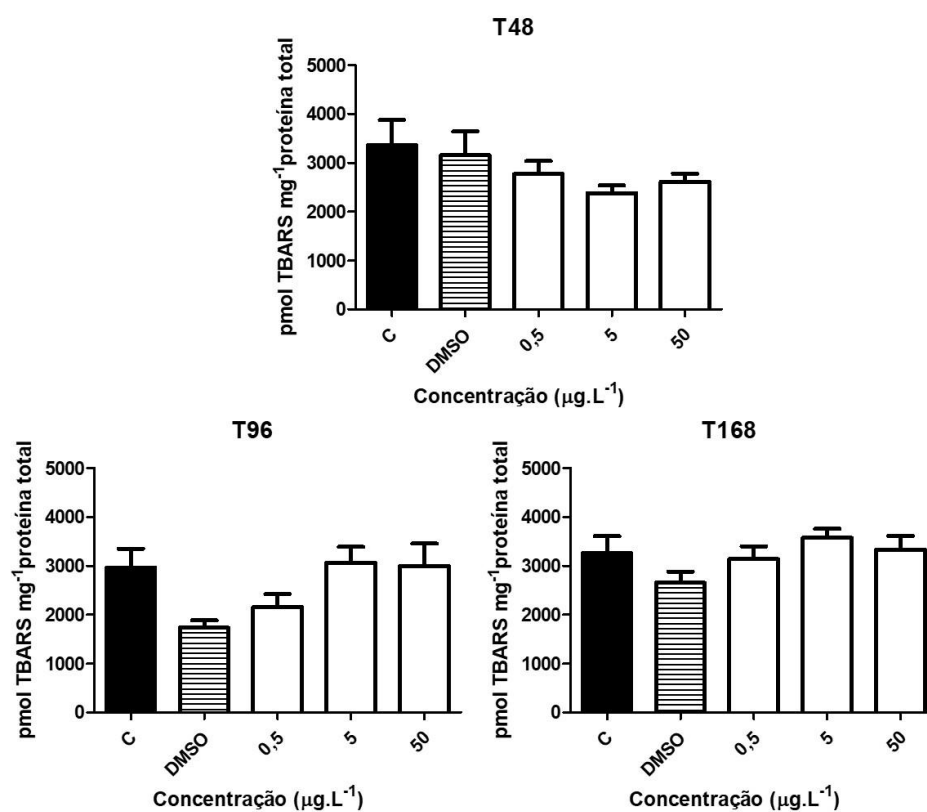 T48
pmol TBARS mg⁻¹proteína total
5000
4000
3000
2000
1000
0
C
DMSO
0,5
5
50
Concentração (µg.L⁻¹)
T96
pmol TBARS mg⁻¹proteína total
5000
4000
3000
2000
1000
0
C
DMSO
0,5
5
50
Concentração (µg.L⁻¹)
T168
pmol TBARS mg⁻¹proteína total
5000
4000
3000
2000
1000
0
C
DMSO
0,5
5
50
Concentração (µg.L⁻¹)